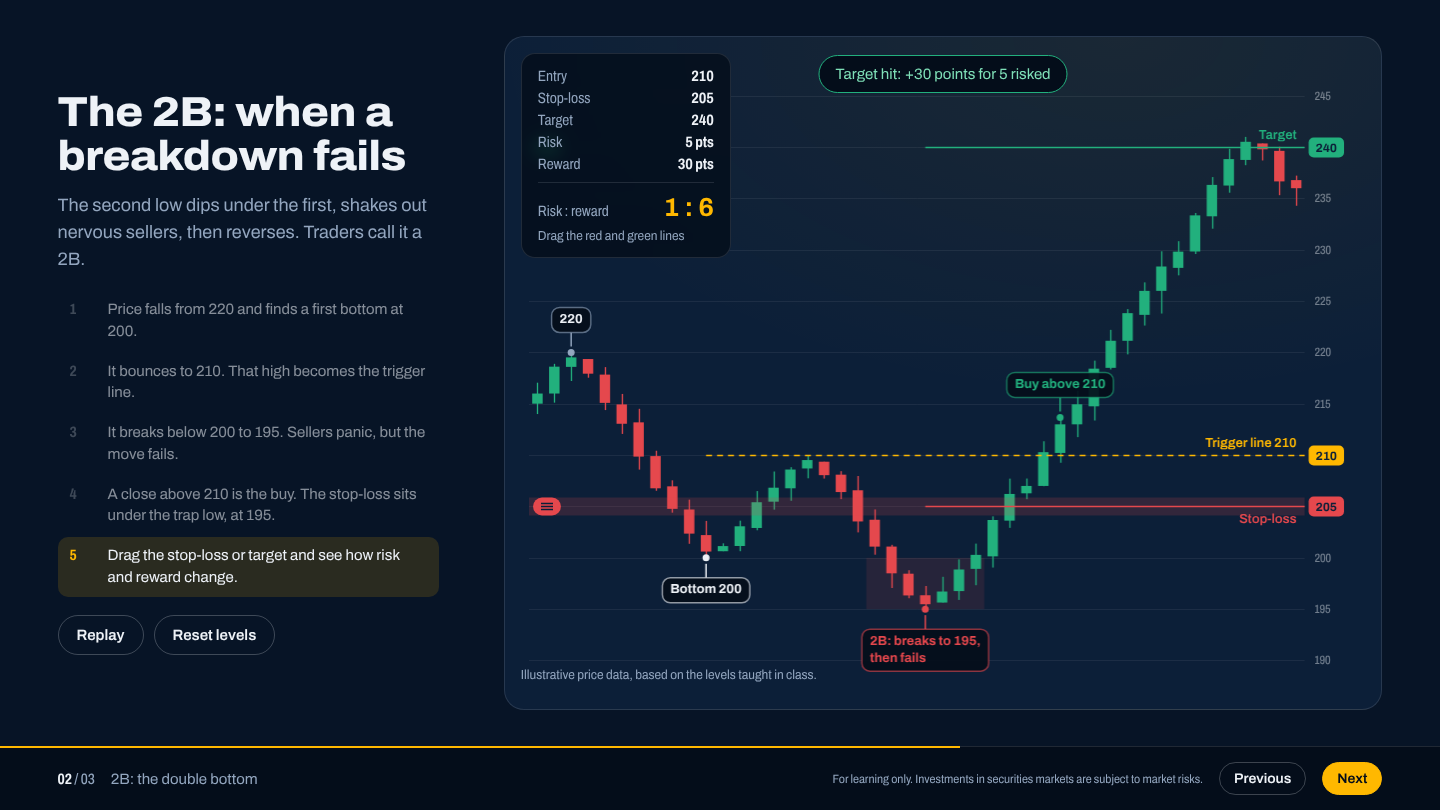 The 2B: when a
breakdown fails
The second low dips under the first, shakes out
nervous sellers, then reverses. Traders call it a
2B.
1 Price falls from 220 and finds a first bottom at
200.
2 It bounces to 210. That high becomes the trigger
line.
3 It breaks below 200 to 195. Sellers panic, but the
move fails.
4 A close above 210 is the buy. The stop-loss sits
under the trap low, at 195.
5 Drag the stop-loss or target and see how risk
and reward change.
Replay
Reset levels
Entry 210
Stop-loss 205
Target 240
Risk 5 pts
Reward 30 pts
Risk : reward 1 : 6
Drag the red and green lines
Target hit: +30 points for 5 risked
245
Target
240
235
230
225
220
220
Buy above 210
215
Trigger line 210
210
205
Stop-loss
200
Bottom 200
195
2B: breaks to 195,
then fails
190
Illustrative price data, based on the levels taught in class.
02 / 03
2B: the double bottom
For learning only. Investments in securities markets are subject to market risks.
Previous
Next